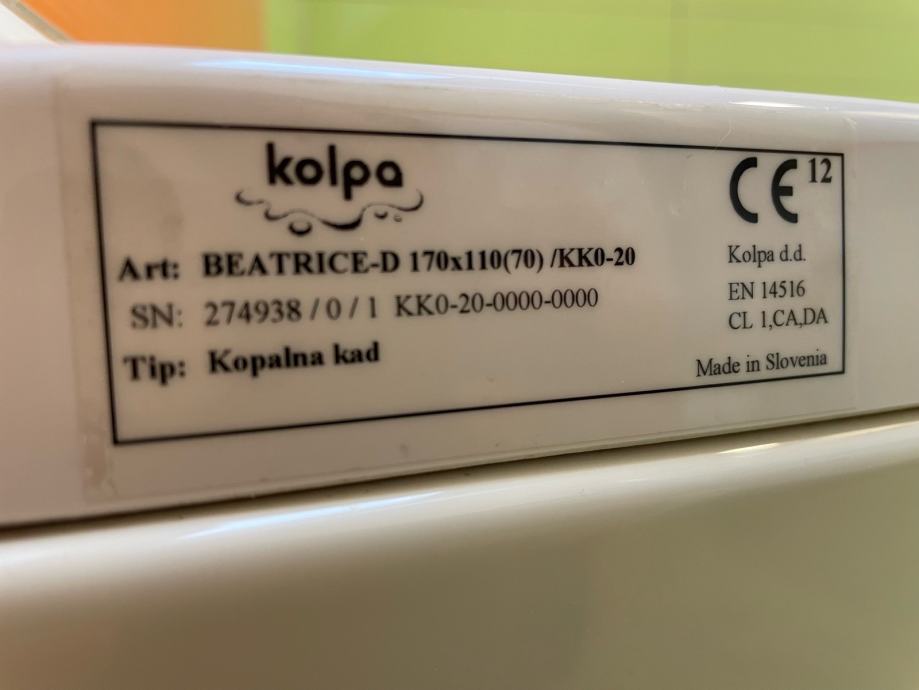 kolpa
Art: BEATRICE-D 170x110(70) /KK0-20
SN: 274938 / 0 / 1 KK0-20-0000-0000
Tip: Kopalna kad
CE 12
Kolpa d.d.
EN 14516
CL 1,CA,DA
Made in Slovenia